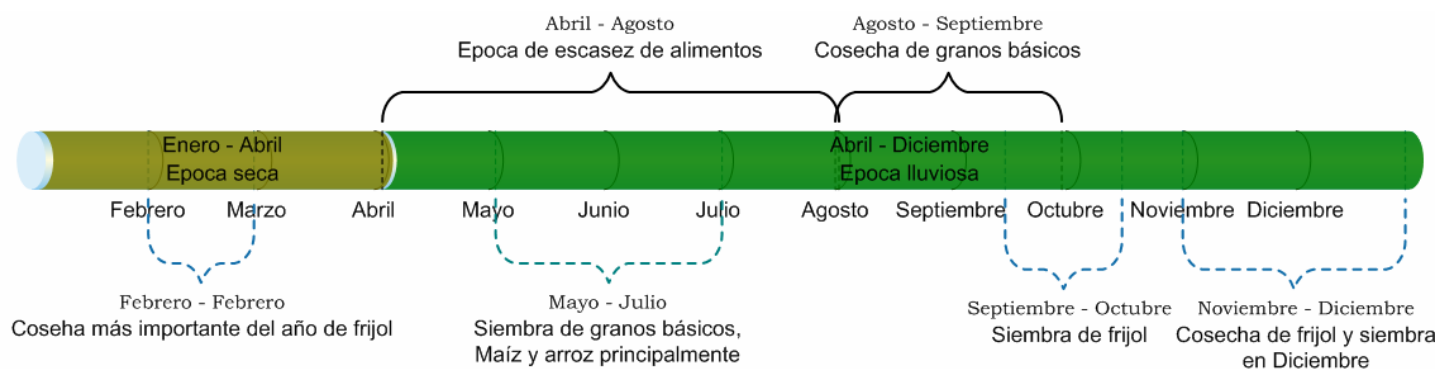 Abril - Agosto
Epoca de escasez de alimentos
Agosto - Septiembre
Cosecha de granos básicos
Enero - Abril
Epoca seca
Abril - Diciembre
Epoca lluviosa
Febrero Marzo Abril Mayo Junio Julio Agosto Septiembre Octubre Noviembre Diciembre
Febrero - Febrero
Coseha más importante del año de frijol
Mayo - Julio
Siembra de granos básicos,
Maíz y arroz principalmente
Septiembre - Octubre
Siembra de frijol
Noviembre - Diciembre
Cosecha de frijol y siembra
en Diciembre